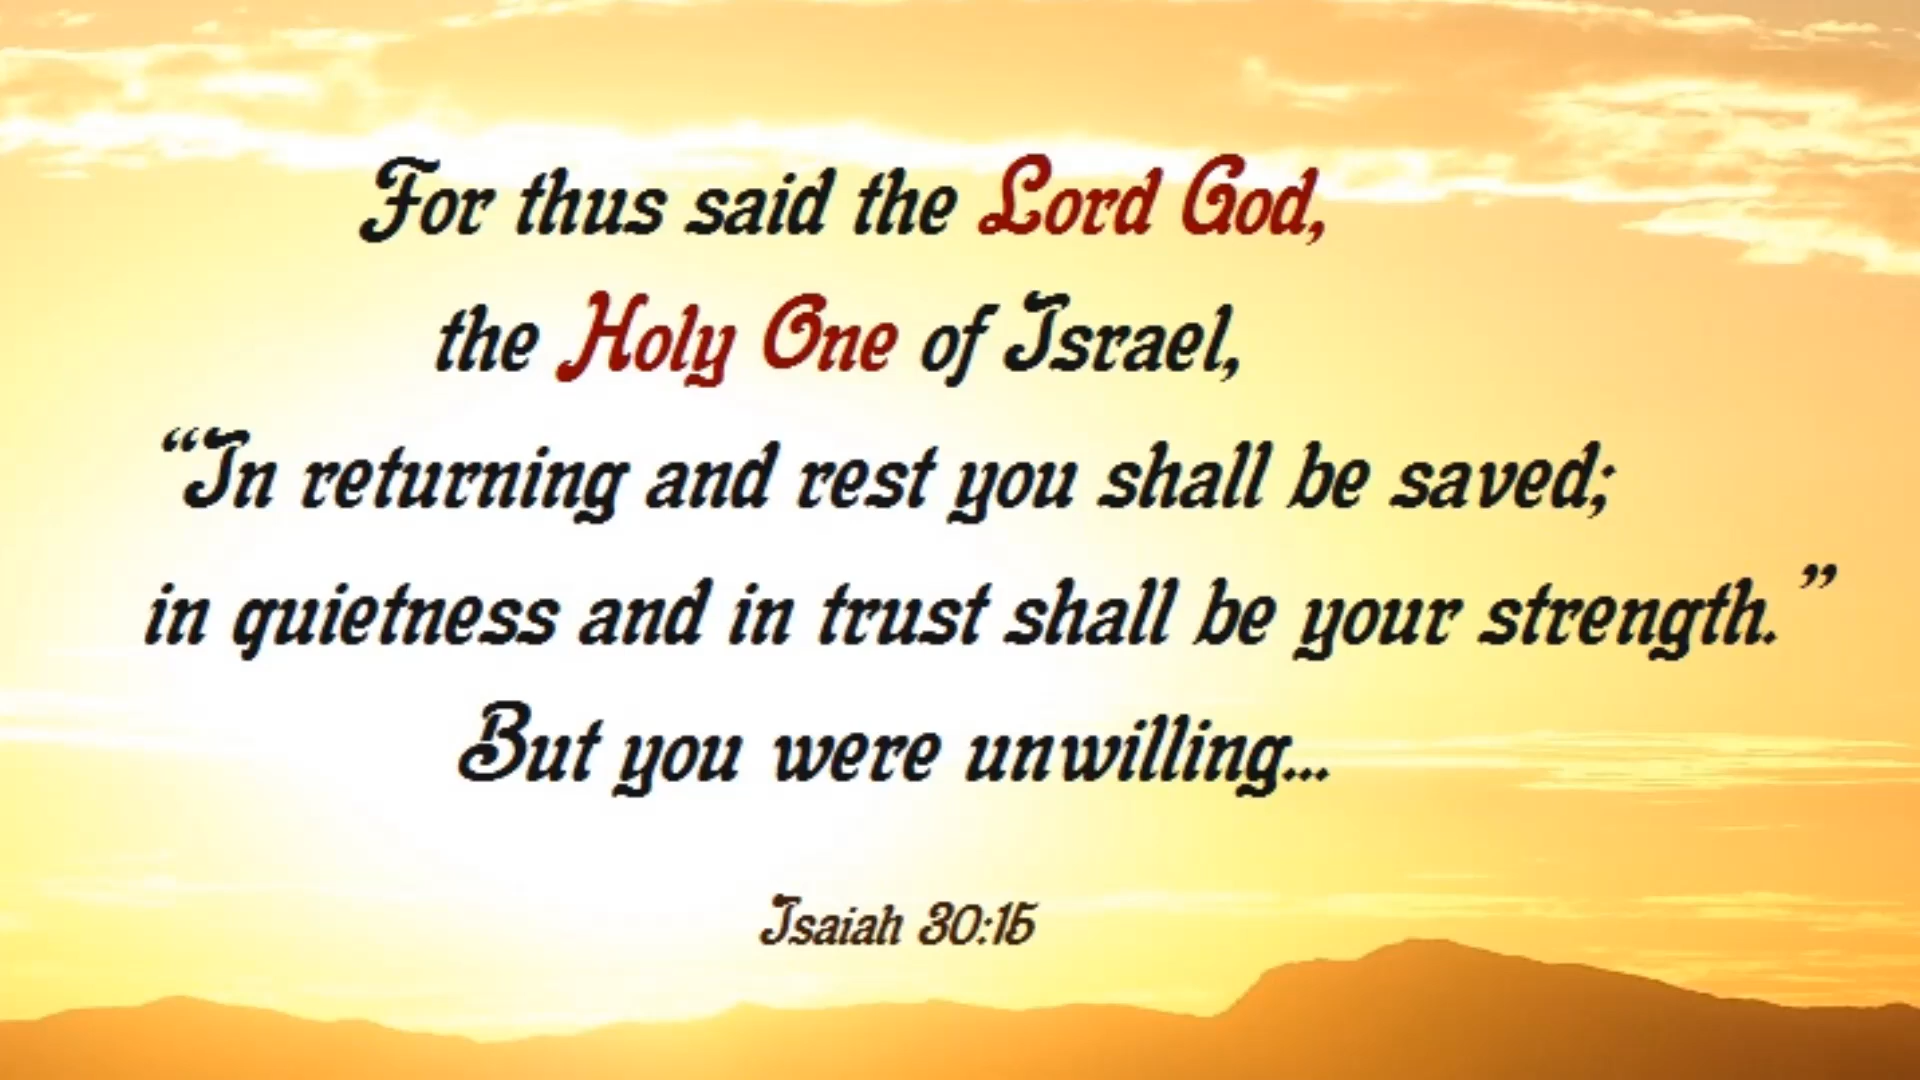 For thus said the Lord God,
the Holy One of Israel,
“In returning and rest you shall be saved;
in quietness and in trust shall be your strength.”
But you were unwilling...
Isaiah 30:15